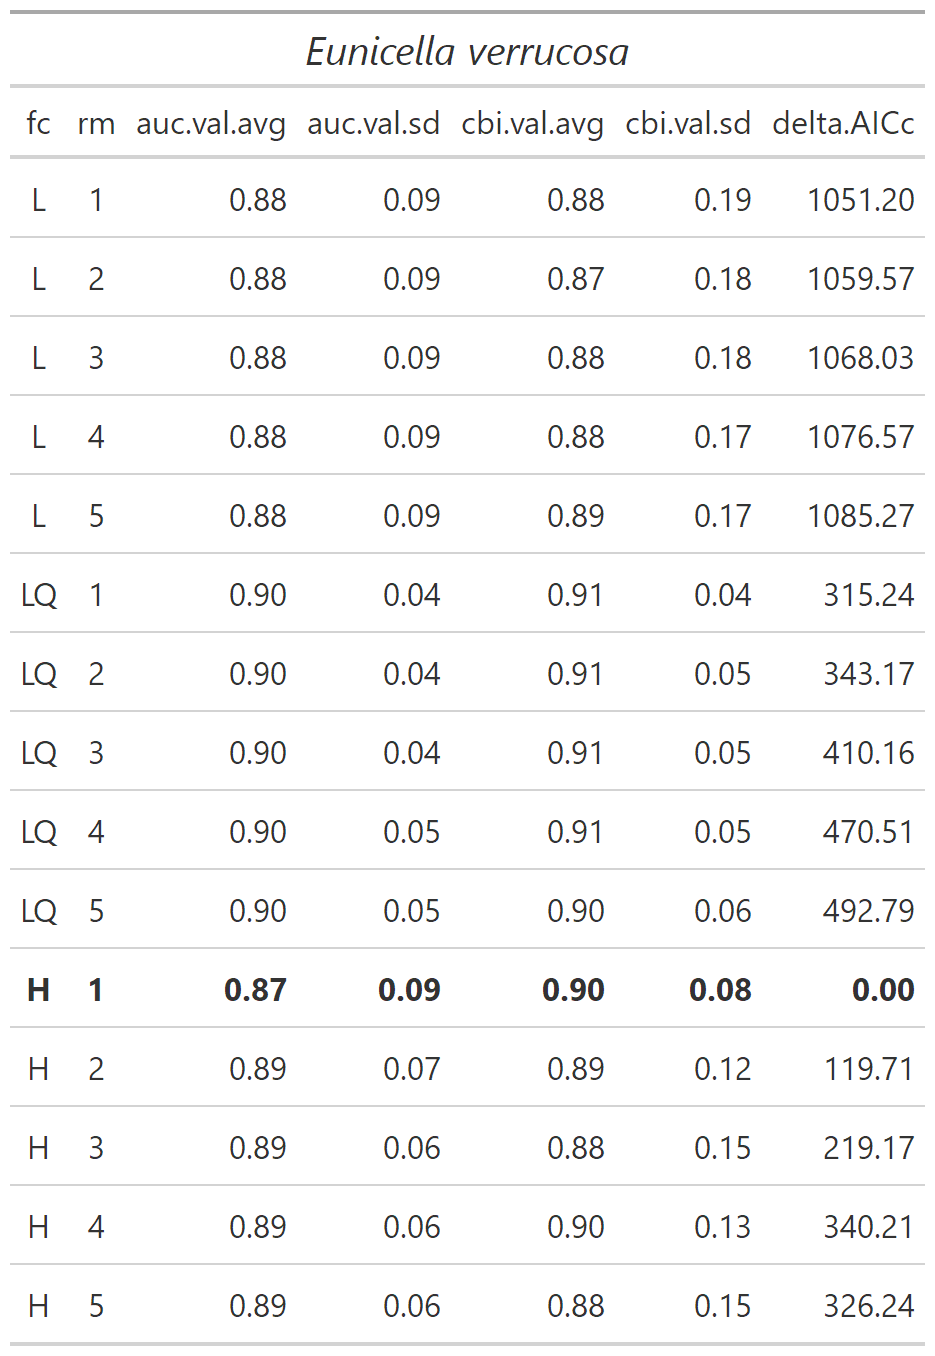 Eunicella verrucosa
fc rm auc.val.avg auc.val.sd cbi.val.avg cbi.val.sd delta.AICc
L 1 0.88 0.09 0.88 0.19 1051.20
L 2 0.88 0.09 0.87 0.18 1059.57
L 3 0.88 0.09 0.88 0.18 1068.03
L 4 0.88 0.09 0.88 0.17 1076.57
L 5 0.88 0.09 0.89 0.17 1085.27
LQ 1 0.90 0.04 0.91 0.04 315.24
LQ 2 0.90 0.04 0.91 0.05 343.17
LQ 3 0.90 0.04 0.91 0.05 410.16
LQ 4 0.90 0.05 0.91 0.05 470.51
LQ 5 0.90 0.05 0.90 0.06 492.79
H 1 0.87 0.09 0.90 0.08 0.00
H 2 0.89 0.07 0.89 0.12 119.71
H 3 0.89 0.06 0.88 0.15 219.17
H 4 0.89 0.06 0.90 0.13 340.21
H 5 0.89 0.06 0.88 0.15 326.24